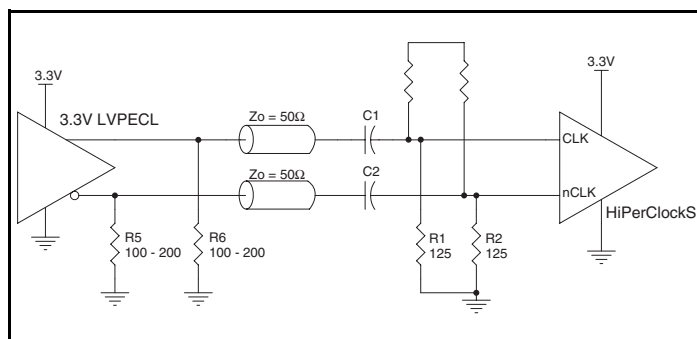 3.3V
3.3V
3.3V LVPECL
Zo = 50Ω
C1
CLK
Zo = 50Ω
C2
nCLK
HiPerClockS
R5
100 - 200
R6
100 - 200
R1
125
R2
125